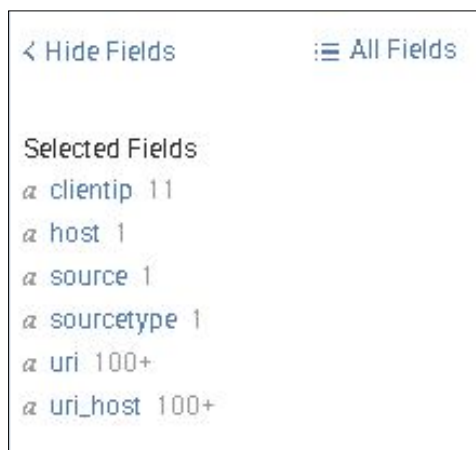 < Hide Fields All Fields
Selected Fields
a clientip 11
a host 1
a source 1
a sourcetype 1
a uri 100+
a uri_host 100+